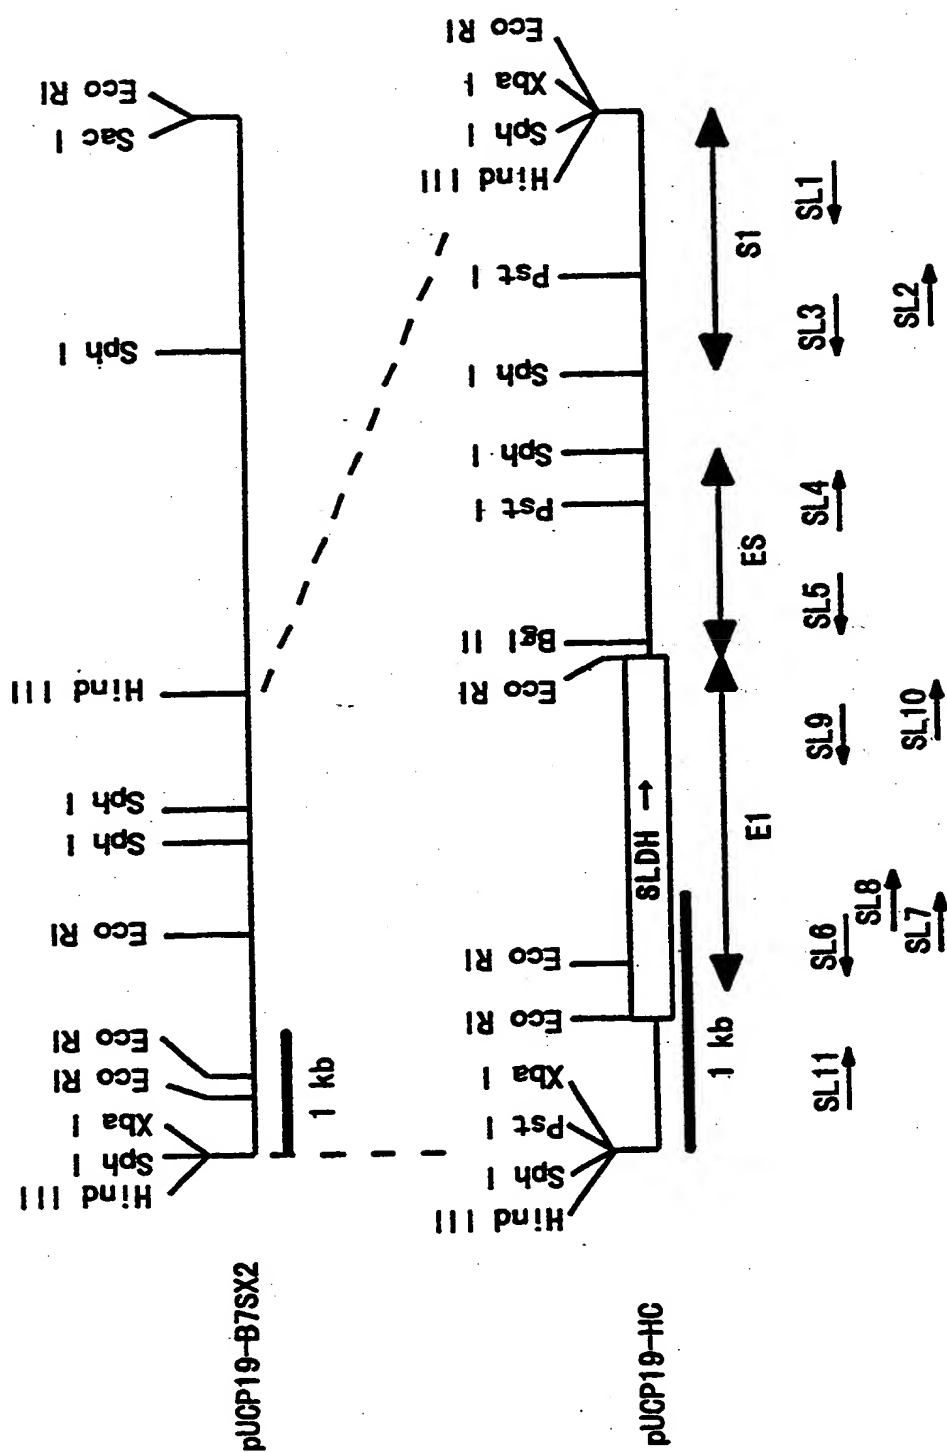 pUCP19-B7SX2
Hind III
Sph I
Xba I
Eco RI
Eco RI
Eco RI
Sph I
Sph I
Hind III
Sph I
Sac I
Eco RI
1 kb
pUCP19-HC
Hind III
Sph I
Pst I
Xba I
Eco RI
Eco RI
Eco RI
Bgl II
Pst I
Sph I
Sph I
Pst I
Hind III
Sph I
Xba I
Eco RI
SLDH →
1 kb
E1
ES
S1
SL11
SL6
SL9
SL5
SL4
SL3
SL1
SL8
SL7
SL10
SL2